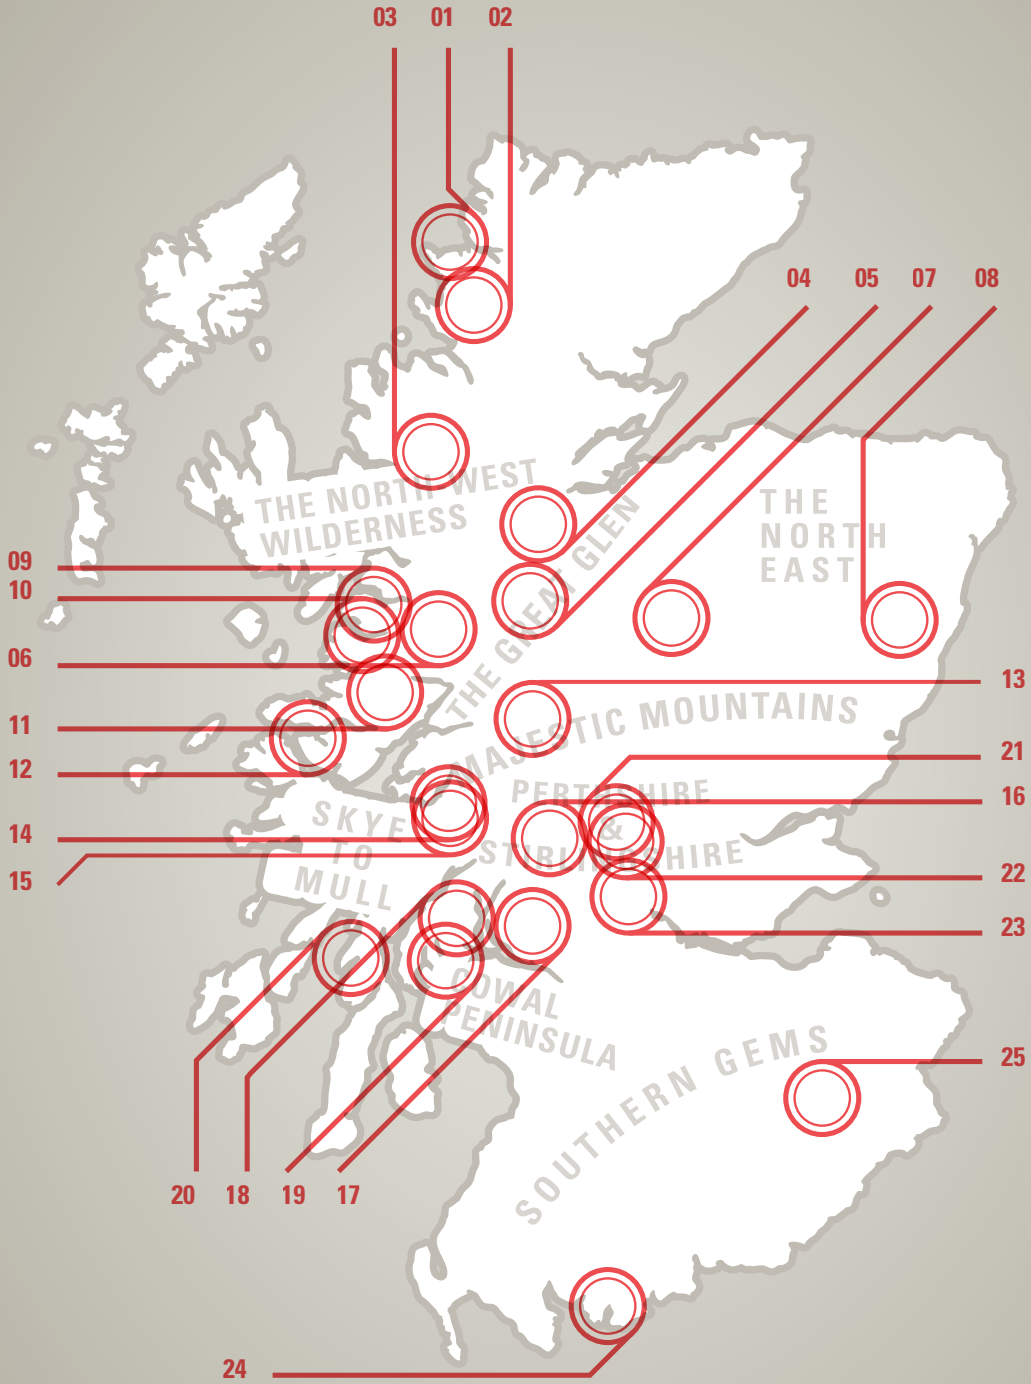 03 01 02
04 05 07 08
THE NORTH WEST
WILDERNESS
THE
NORTH
EAST
THE GREAT GLEN
09
10
06
11
12
13
MAJESTIC MOUNTAINS
21
PERTHSHIRE
16
&
STIRLINGSHIRE
SKYE
TO
MULL
14
15
22
23
COWAL
PENINSULA
SOUTHERN GEMS
25
20 18 19 17
24